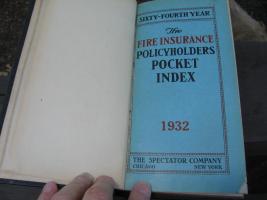 SIXTY-FOURTH YEAR
The
FIRE INSURANCE
POLICYHOLDERS
POCKET
INDEX
1932
THE SPECTATOR COMPANY
CHICAGO NEW YORK